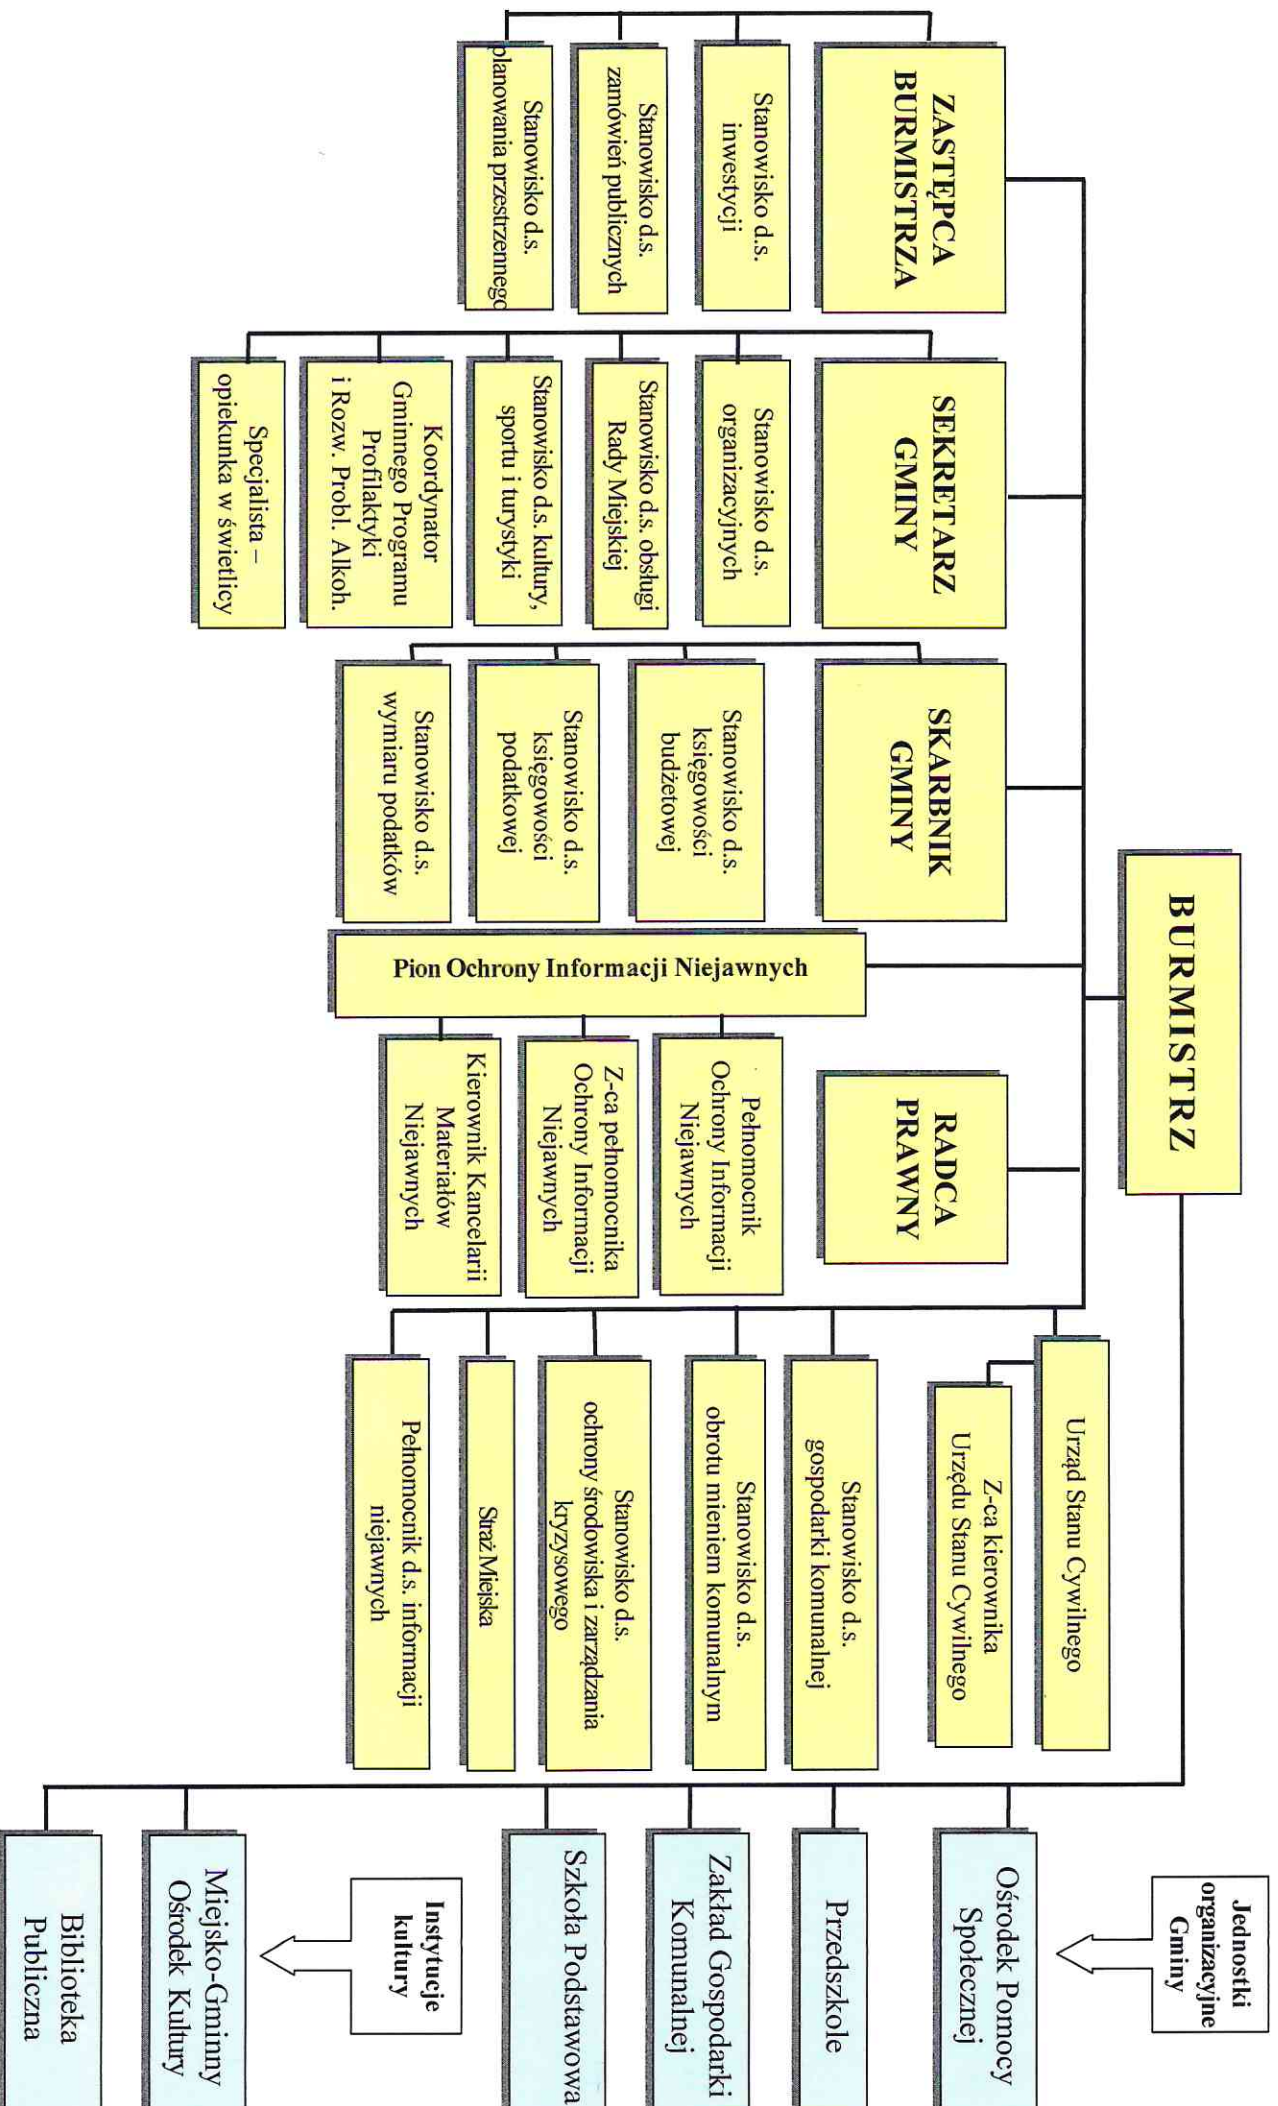 BURMISTRZ
ZASTĘPCA
BURMISTRZA
Stanowisko d.s.
inwestycji
Stanowisko d.s.
zamówień publicznych
Stanowisko d.s.
planowania przestrzennego
SEKRETARZ
GMINY
Stanowisko d.s.
organizacyjnych
Stanowisko d.s. obsługi
Rady Miejskiej
Stanowisko d.s. kultury,
sportu i turystyki
Koordynator
Gminnego Programu
Profilaktyki
i Rozw. Probl. Alkoh.
Specjalista –
opiekunka w świetlicy
SKARBNIK
GMINY
Stanowisko d.s.
księgowości
budżetowej
Stanowisko d.s.
księgowości
podatkowej
Stanowisko d.s.
wymiaru podatków
Pion Ochrony Informacji Niejawnych
Pełnomocnik
Ochrony Informacji
Niejawnych
Z-ca pełnomocnika
Ochrony Informacji
Niejawnych
Kierownik Kancelarii
Materiałów
Niejawnych
RADCA
PRAWNY
Urząd Stanu Cywilnego
Z-ca kierownika
Urzędu Stanu Cywilnego
Stanowisko d.s.
gospodarki komunalnej
Stanowisko d.s.
obrotu mieniem komunalnym
Stanowisko d.s.
ochrony środowiska i zarządzania
kryzysowego
Straż Miejska
Pełnomocnik d.s. informacji
niejawnych
Jednostki
organizacyjne
Gminy
Ośrodek Pomocy
Społecznej
Przedszkole
Zakład Gospodarki
Komunalnej
Szkoła Podstawowa
Instytucje
kultury
Miejsko-Gminny
Ośrodek Kultury
Biblioteka
Publiczna